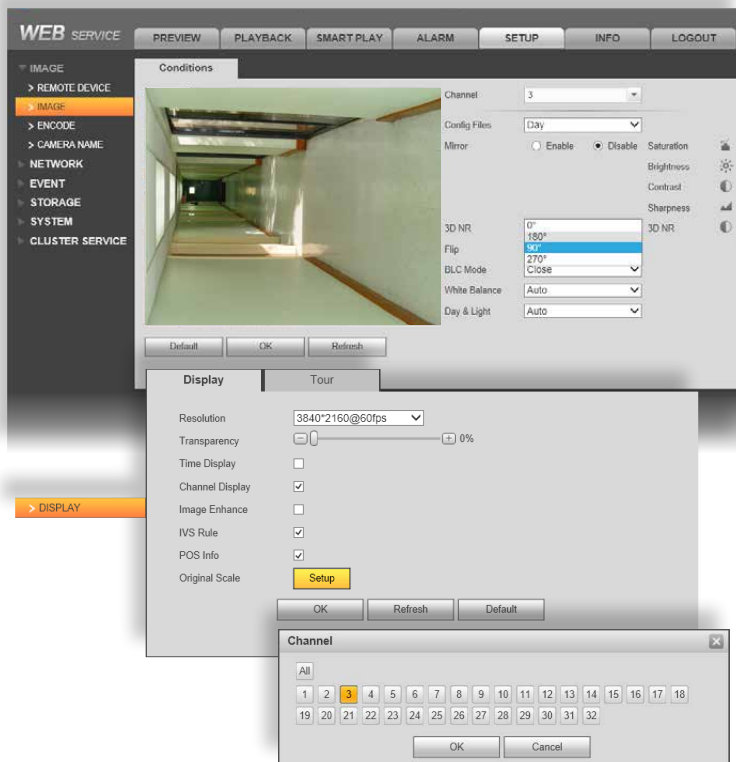 WEB SERVICE
PREVIEW
PLAYBACK
SMART PLAY
ALARM
SETUP
INFO
LOGOUT
IMAGE
> REMOTE DEVICE
> IMAGE
> ENCODE
> CAMERA NAME
NETWORK
EVENT
STORAGE
SYSTEM
CLUSTER SERVICE
Conditions
Channel 3
Config Files Day
Mirror Enable Disable Saturation
Brightness
Contrast
Sharpness
3D NR 0° 3D NR
180°
Flip 90°
270°
BLC Mode Close
White Balance Auto
Day & Light Auto
Default OK Refresh
Display Tour
Resolution 3840*2160@60fps
Transparency 0%
Time Display
Channel Display
> DISPLAY
Image Enhance
IVS Rule
POS Info
Original Scale Setup
OK Refresh Default
Channel
All
1 2 3 4 5 6 7 8 9 10 11 12 13 14 15 16 17 18
19 20 21 22 23 24 25 26 27 28 29 30 31 32
OK Cancel